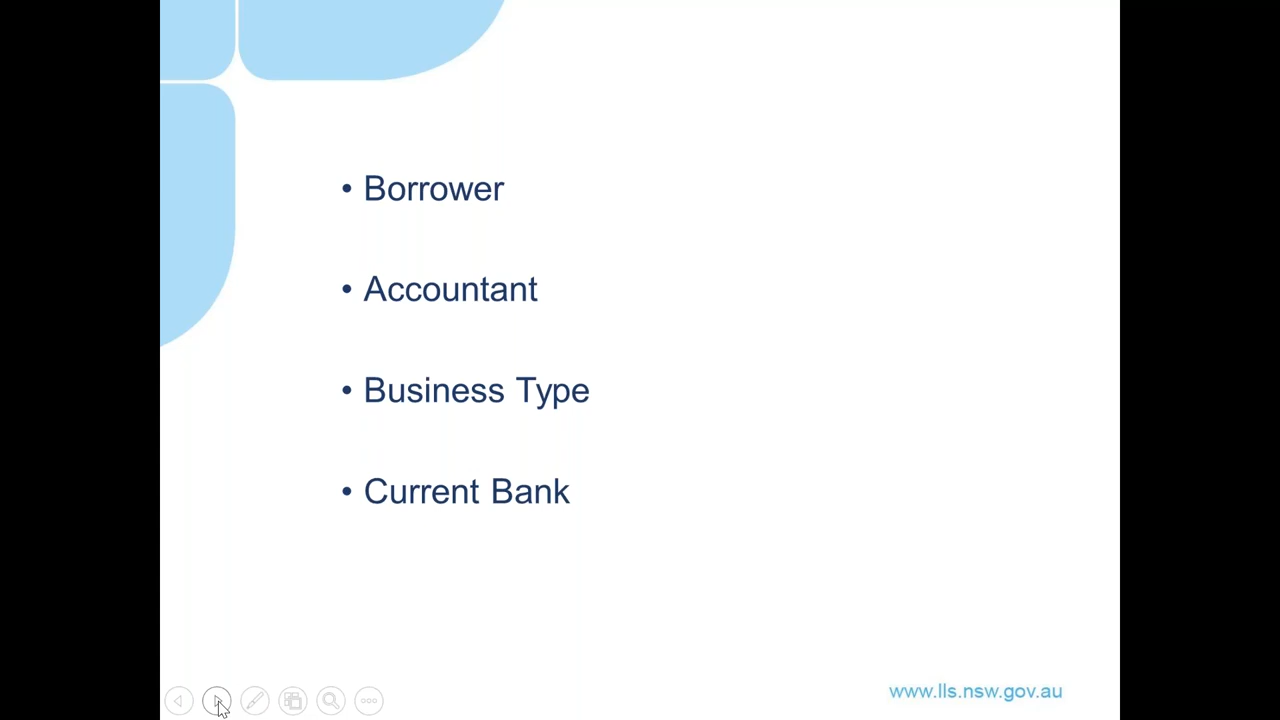 • Borrower
• Accountant
• Business Type
• Current Bank
www.lls.nsw.gov.au